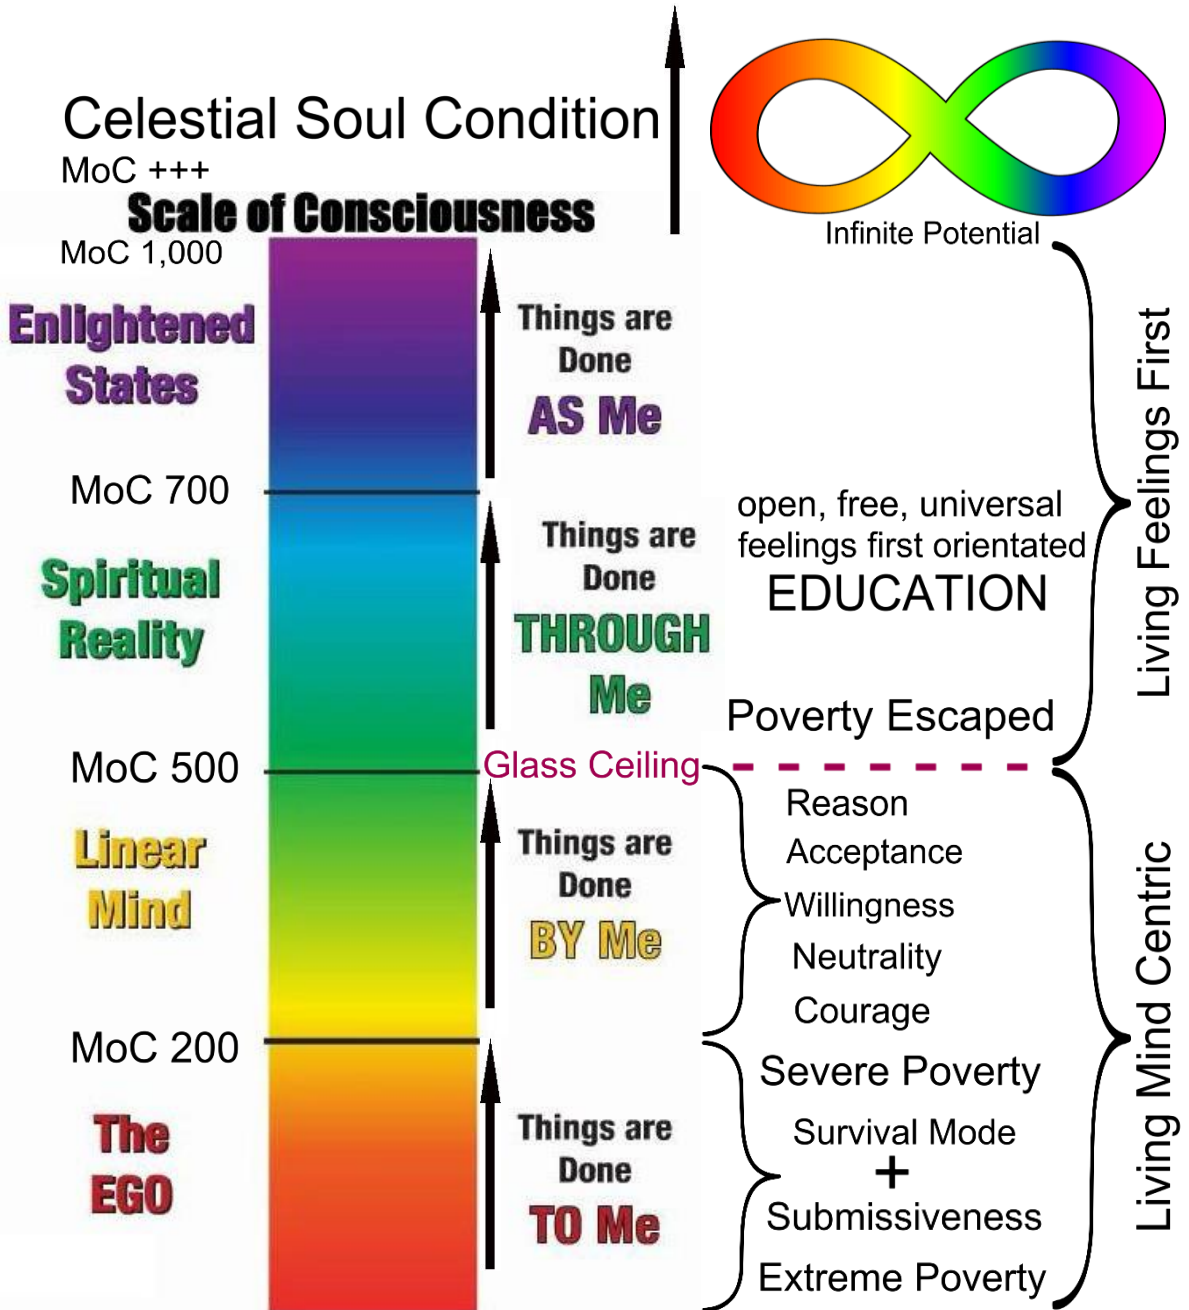 Celestial Soul Condition
MoC +++
Scale of Consciousness
Infinite Potential
MoC 1,000
Enlightened
States
Things are
Done
AS Me
MoC 700
Spiritual
Reality
Things are
Done
THROUGH
Me
open, free, universal
feelings first orientated
EDUCATION
Poverty Escaped
Living Feelings First
MoC 500
Glass Ceiling
Linear
Mind
Things are
Done
BY Me
Reason
Acceptance
Willingness
Neutrality
Courage
MoC 200
The
EGO
Things are
Done
TO Me
Severe Poverty
Survival Mode
+
Submissiveness
Extreme Poverty
Living Mind Centric